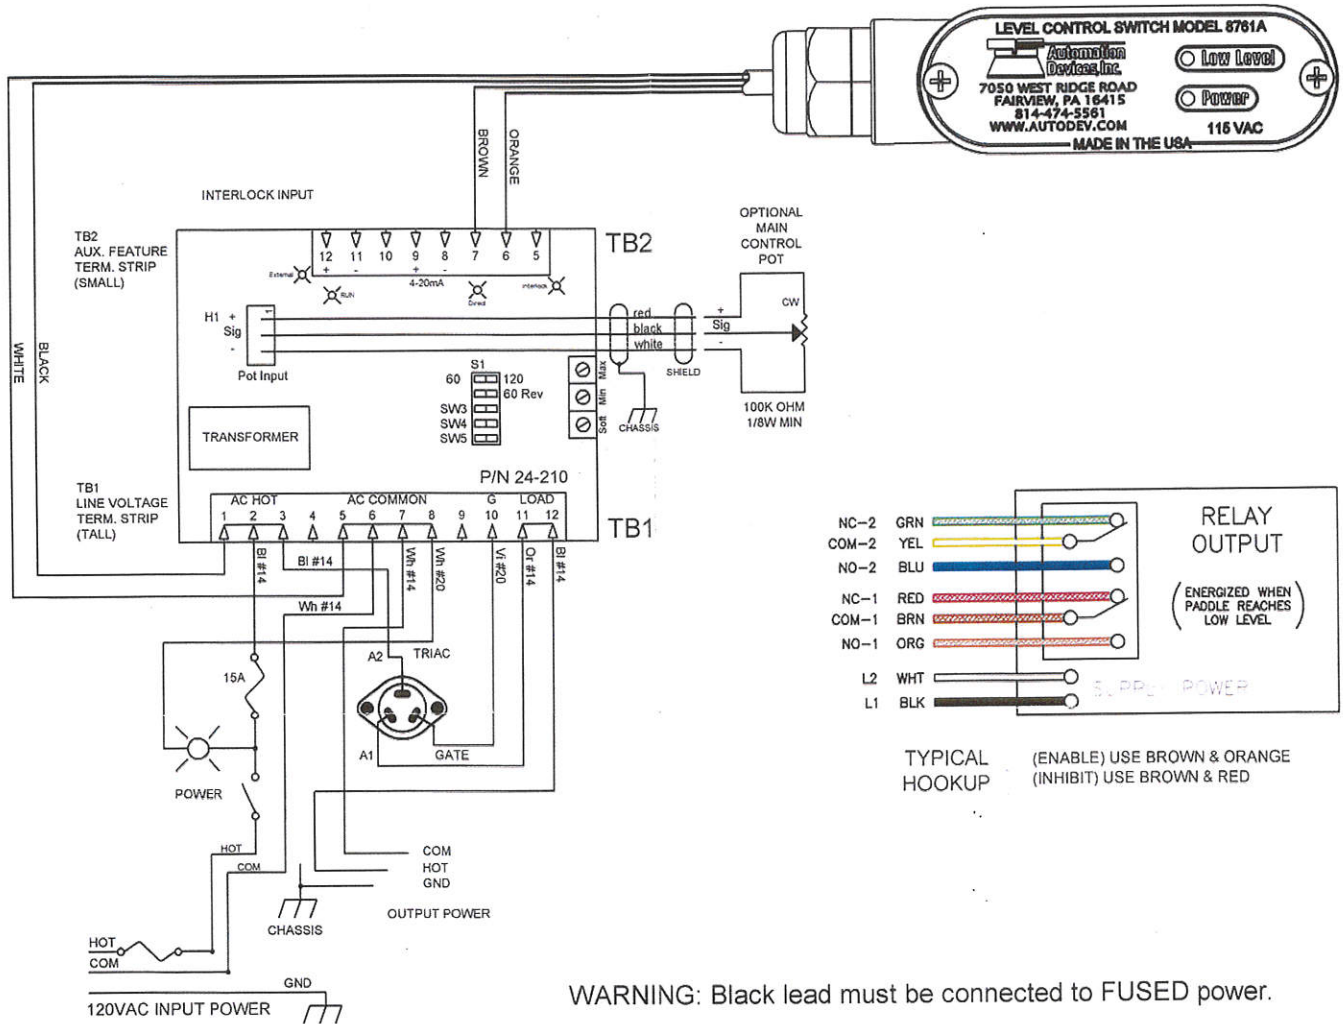 LEVEL CONTROL SWITCH MODEL 8761A
Automation
Devices, Inc.
7050 WEST RIDGE ROAD
FAIRVIEW, PA 16415
814-474-5561
WWW.AUTODEV.COM
MADE IN THE USA
Low Level
Power
115 VAC
BROWN
ORANGE
WHITE
BLACK
INTERLOCK INPUT
TB2
AUX. FEATURE
TERM. STRIP
(SMALL)
TB2
12 11 10 9 8 7 6 5
+ - + -
4-20mA
External
RUN
Direct
Interlock
H1 +
Sig
-
1
Pot Input
red
black
white
SHIELD
CHASSIS
+
Sig
-
OPTIONAL
MAIN
CONTROL
POT
CW
100K OHM
1/8W MIN
S1
60 120
60 Rev
SW3
SW4
SW5
Max
Min
Soft
TRANSFORMER
P/N 24-210
TB1
LINE VOLTAGE
TERM. STRIP
(TALL)
TB1
AC HOT AC COMMON G LOAD
1 2 3 4 5 6 7 8 9 10 11 12
Bl #14
Bl #14
Wh #14
Wh #14
Wh #20
Vi #20
Or #14
Bl #14
A2
TRIAC
A1
GATE
15A
POWER
HOT
COM
COM
HOT
GND
OUTPUT POWER
CHASSIS
HOT
COM
GND
120VAC INPUT POWER
NC-2 GRN
COM-2 YEL
NO-2 BLU
NC-1 RED
COM-1 BRN
NO-1 ORG
L2 WHT
L1 BLK
RELAY
OUTPUT
(ENERGIZED WHEN
PADDLE REACHES
LOW LEVEL)
SUPPLY POWER
TYPICAL
HOOKUP
(ENABLE) USE BROWN & ORANGE
(INHIBIT) USE BROWN & RED
WARNING: Black lead must be connected to FUSED power.